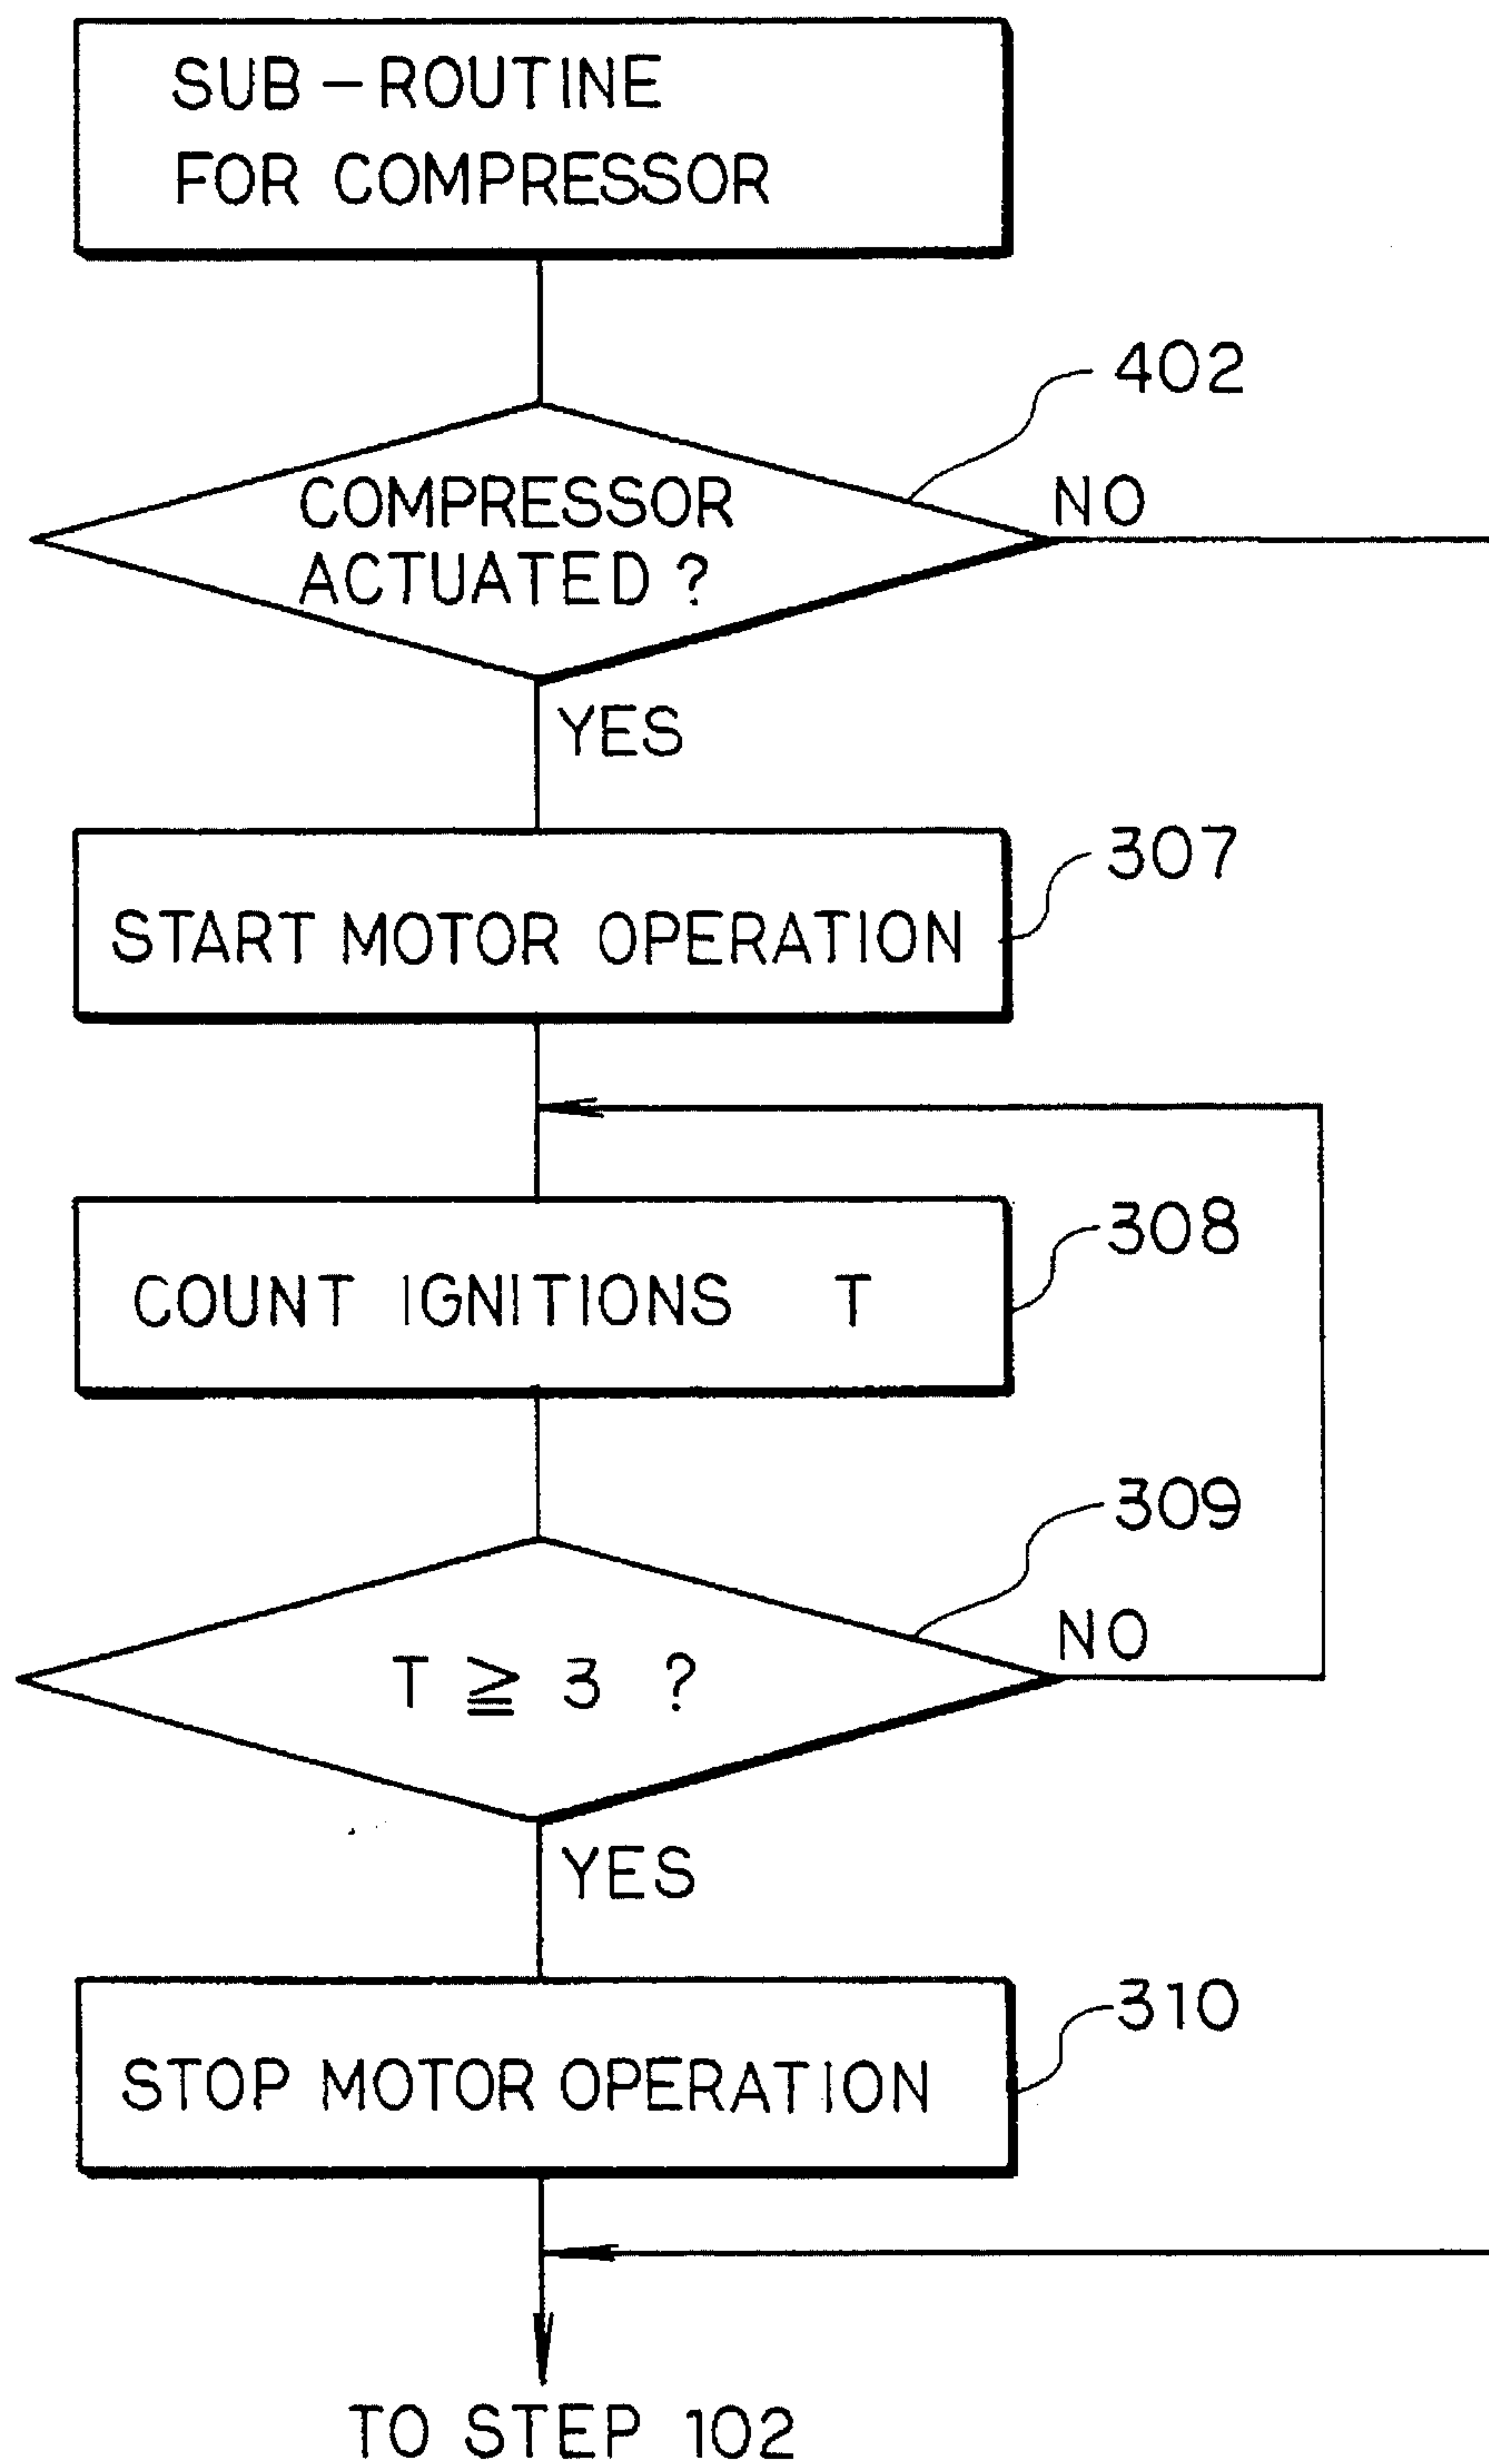 SUB-ROUTINE
FOR COMPRESSOR
402
COMPRESSOR
ACTUATED ?
NO
YES
307
START MOTOR OPERATION
308
COUNT IGNITIONS T
309
T ≧ 3 ?
NO
YES
310
STOP MOTOR OPERATION
TO STEP 102